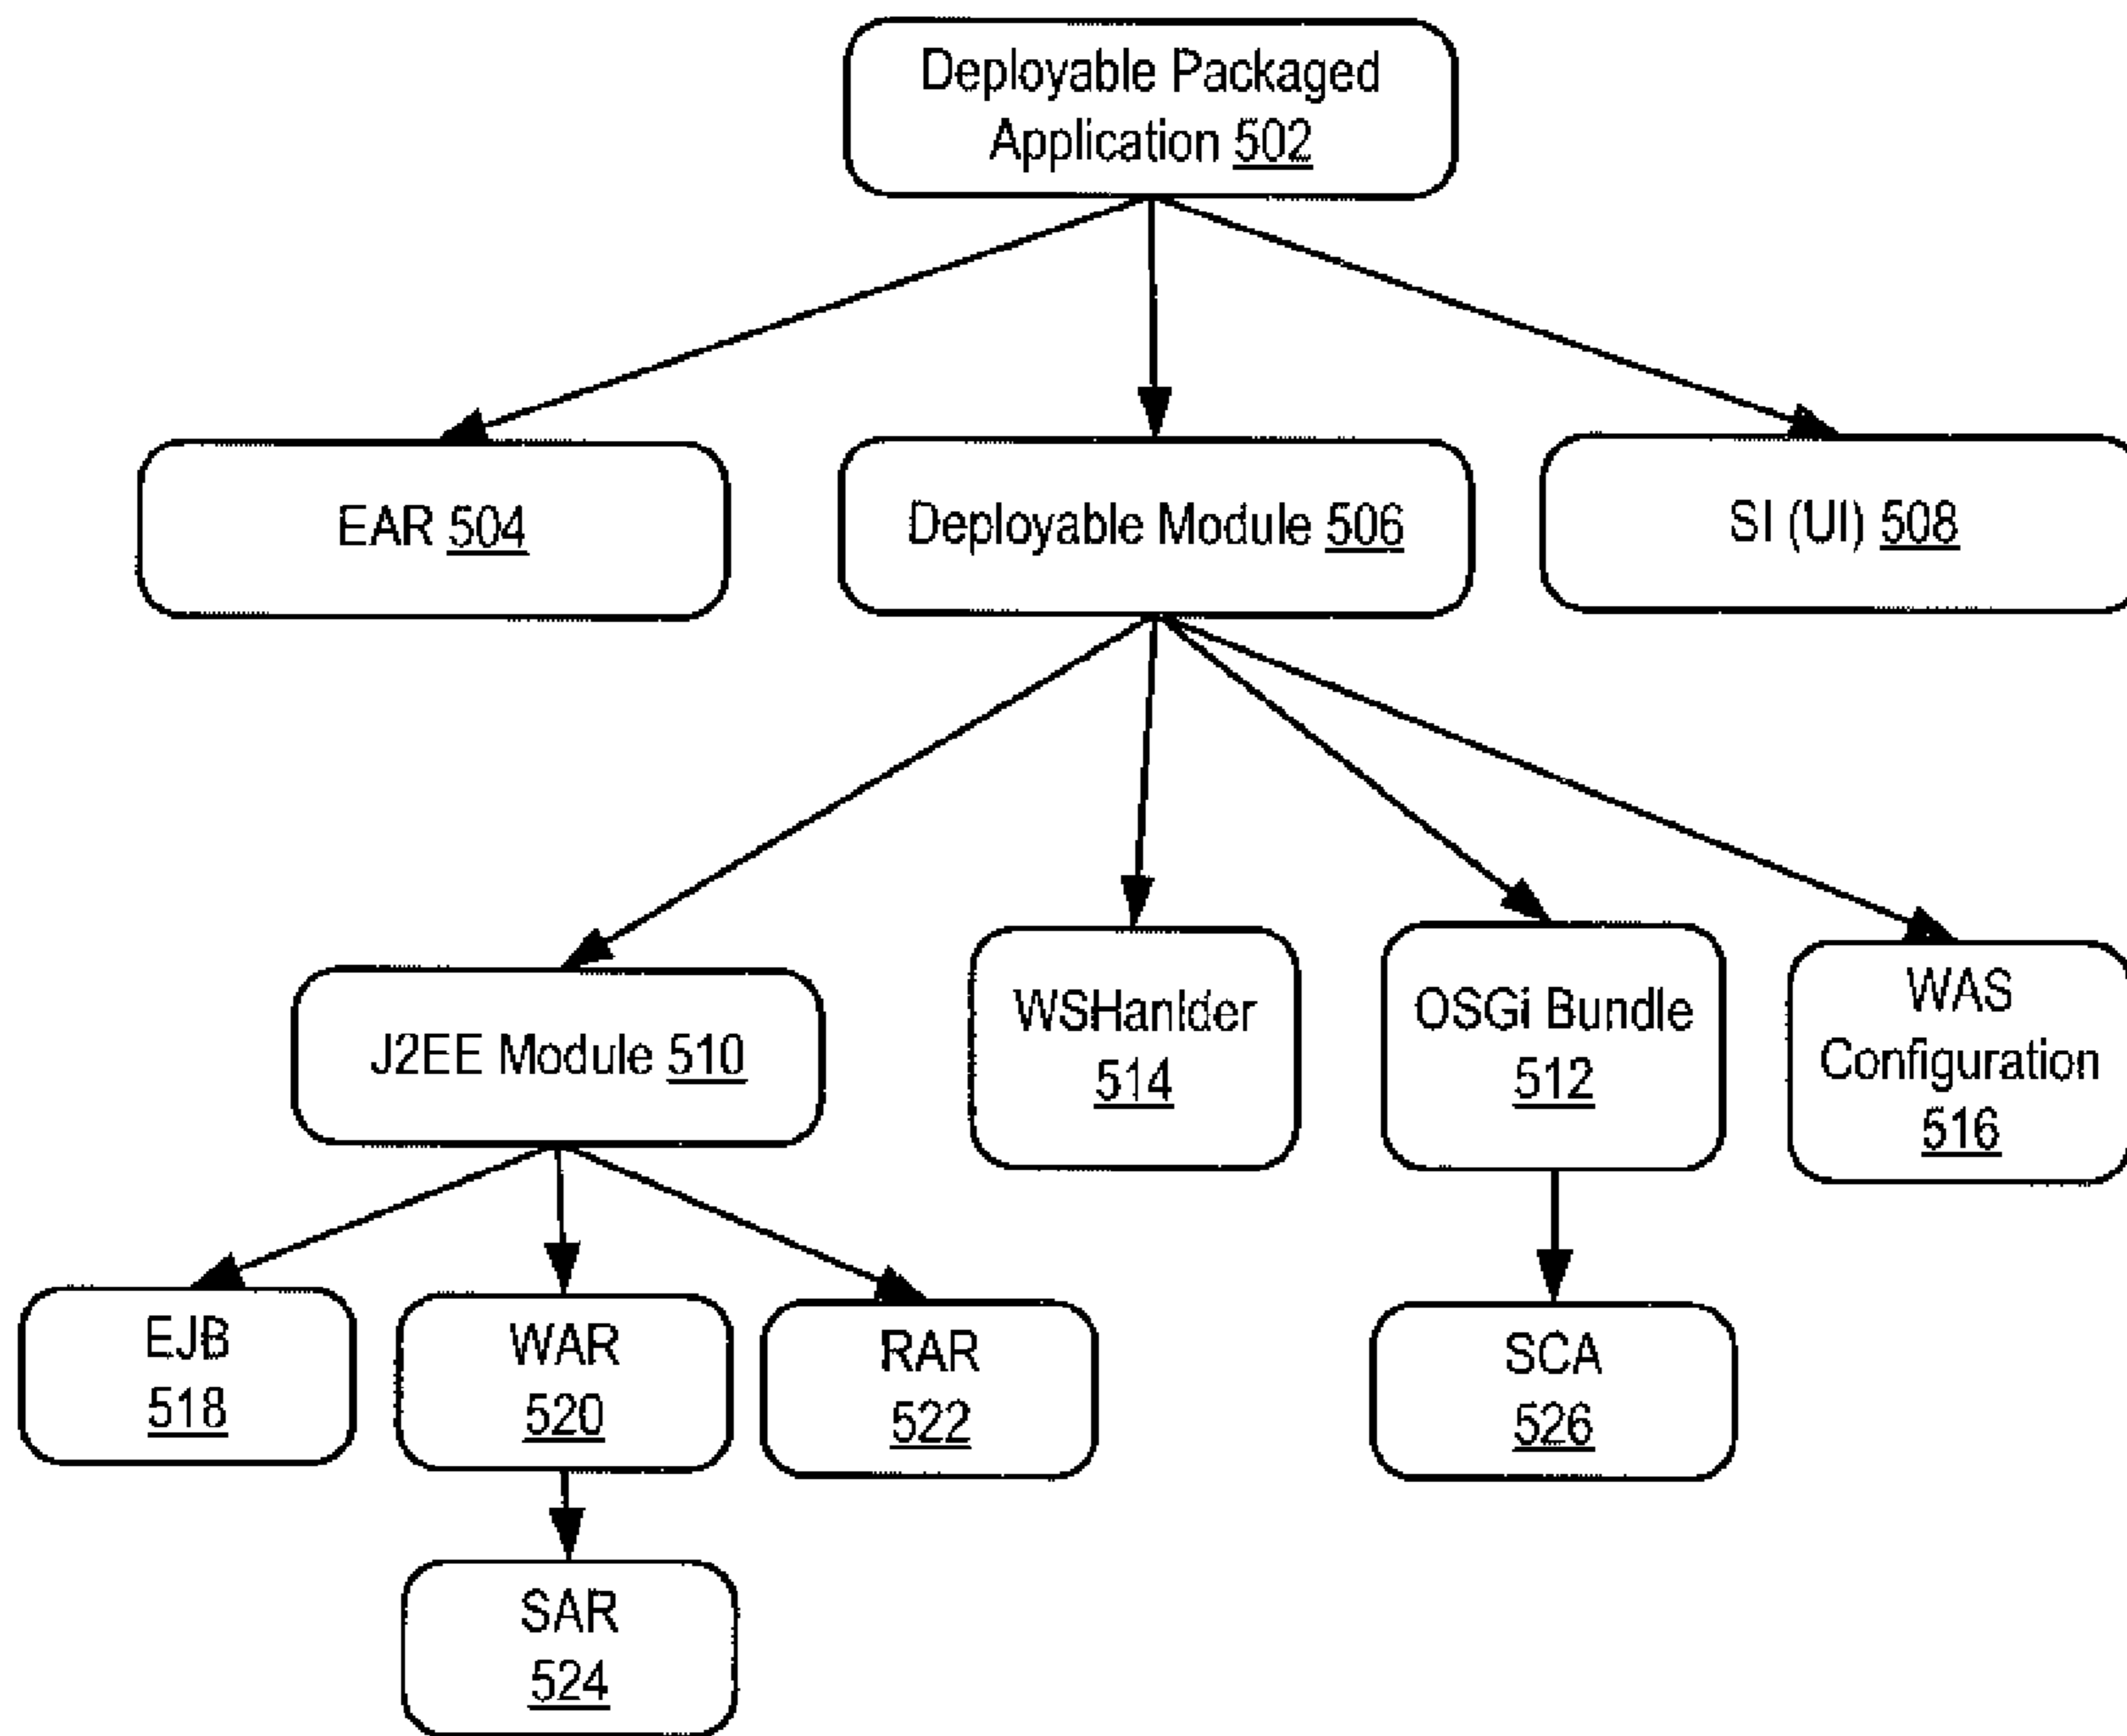 Deployable Packaged
Application 502
EAR 504
Deployable Module 506
SI (UI) 508
J2EE Module 510
WSHanlder
514
OSGi Bundle
512
WAS
Configuration
516
EJB
518
WAR
520
RAR
522
SCA
526
SAR
524